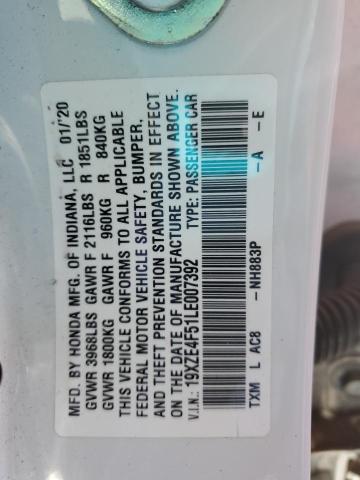 MFD. BY HONDA MFG. OF INDIANA, LLC 01/'20
GVWR 3968LBS GAWR F 2116LBS R 1851LBS
GVWR 1800KG GAWR F 960KG R 840KG
THIS VEHICLE CONFORMS TO ALL APPLICABLE
FEDERAL MOTOR VEHICLE SAFETY, BUMPER,
AND THEFT PREVENTION STANDARDS IN EFFECT
ON THE DATE OF MANUFACTURE SHOWN ABOVE.
V.I.N.: 19XZE4F51LE007392 TYPE: PASSENGER CAR
TXM L AC8 - NH883P - A - E